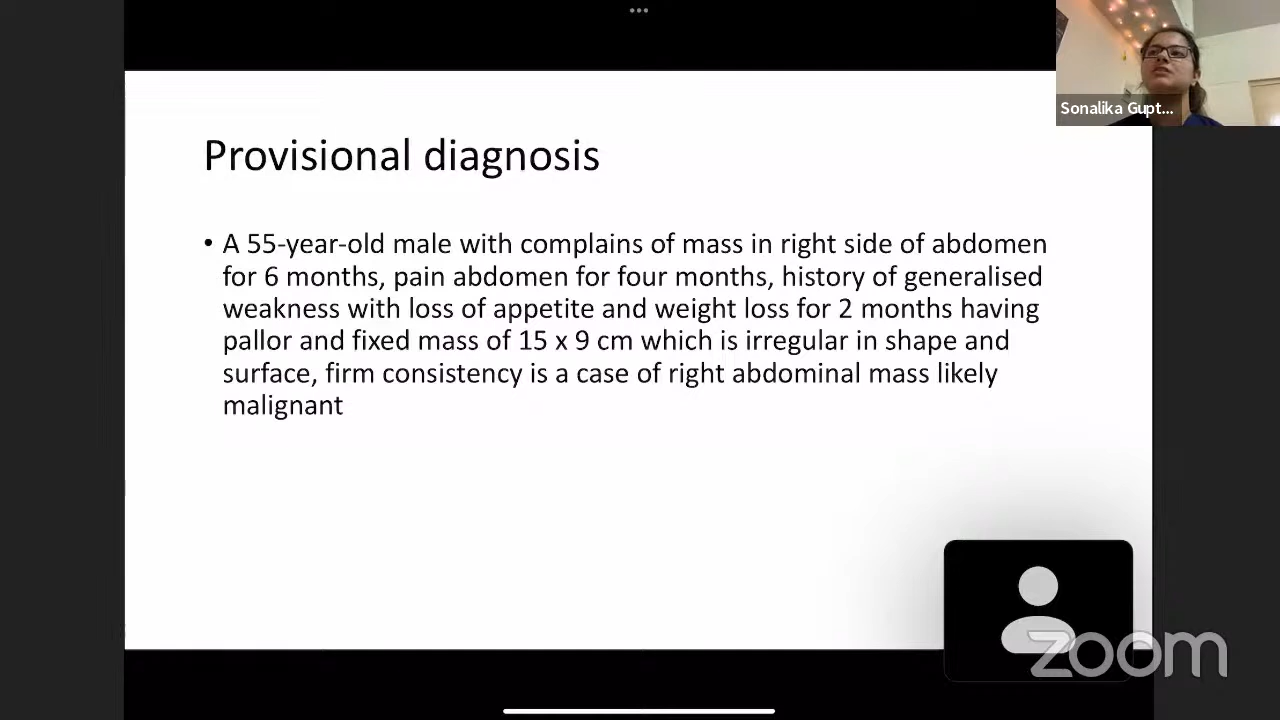 Sonalika Gupt...
Provisional diagnosis
• A 55-year-old male with complains of mass in right side of abdomen
for 6 months, pain abdomen for four months, history of generalised
weakness with loss of appetite and weight loss for 2 months having
pallor and fixed mass of 15 x 9 cm which is irregular in shape and
surface, firm consistency is a case of right abdominal mass likely
malignant
zoom